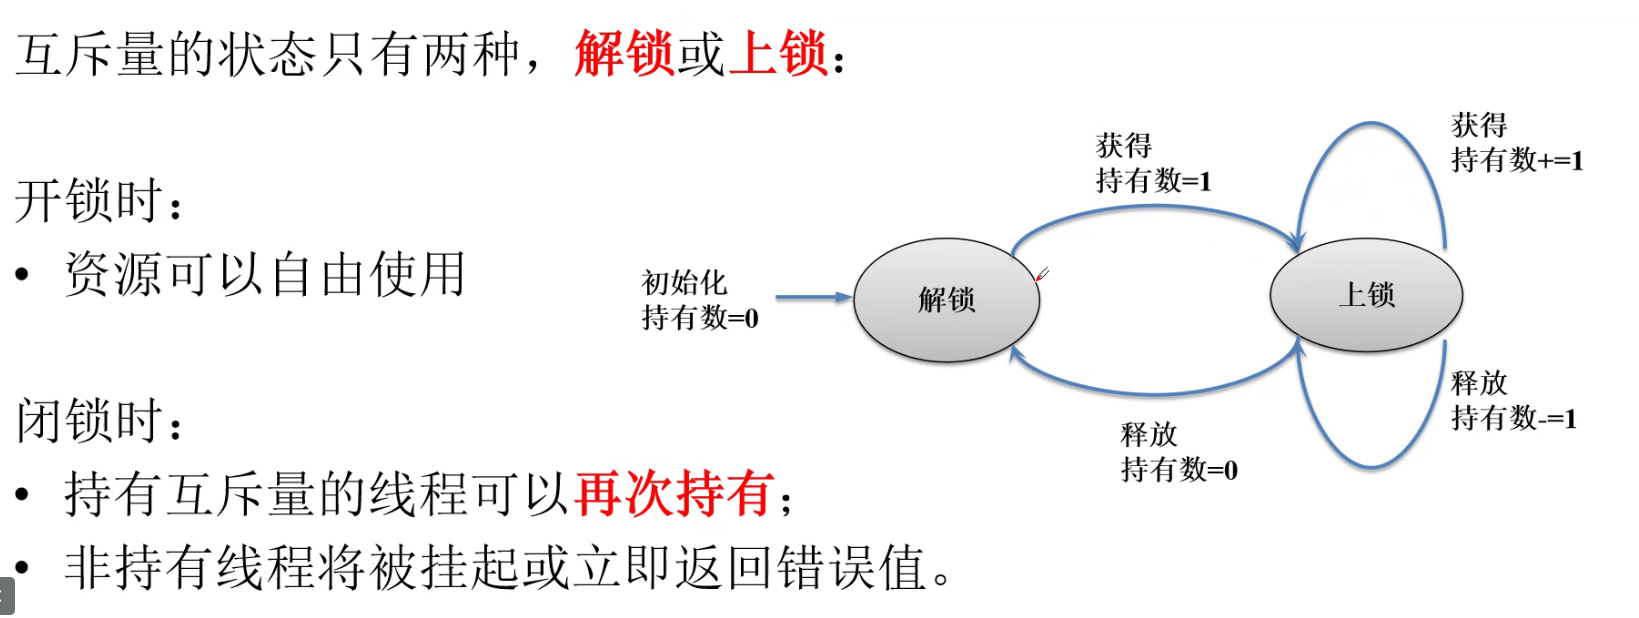 互斥量的状态只有两种，解锁或上锁：
开锁时：
• 资源可以自由使用
闭锁时：
• 持有互斥量的线程可以再次持有；
• 非持有线程将被挂起或立即返回错误值。
初始化
持有数=0
解锁
获得
持有数=1
上锁
获得
持有数+=1
释放
持有数=0
释放
持有数-=1